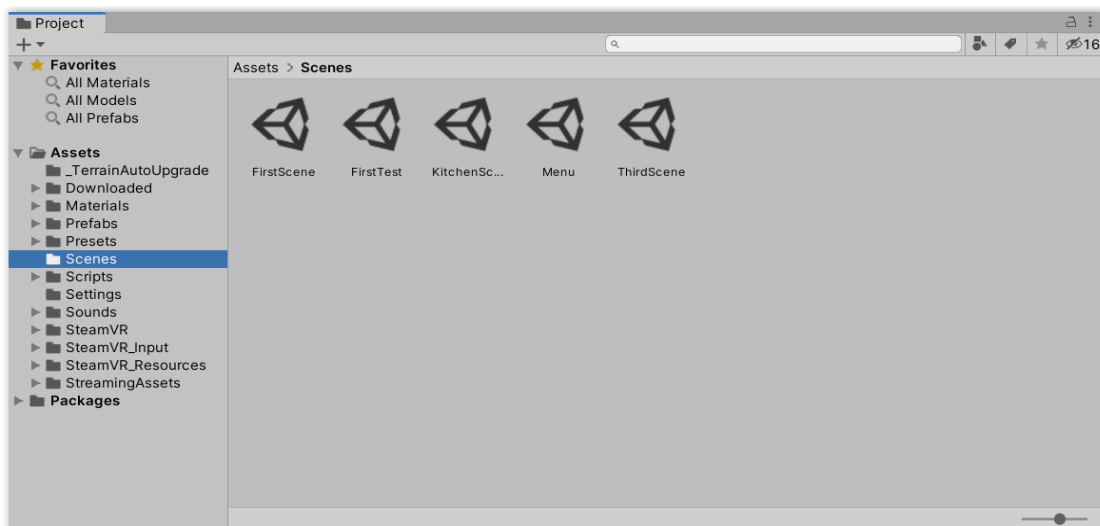 Project
16
Favorites
All Materials
All Models
All Prefabs
Assets
_TerrainAutoUpgrade
Downloaded
Materials
Prefabs
Presets
Scenes
Scripts
Settings
Sounds
SteamVR
SteamVR_Input
SteamVR_Resources
StreamingAssets
Packages
Assets > Scenes
FirstScene FirstTest KitchenSc... Menu ThirdScene